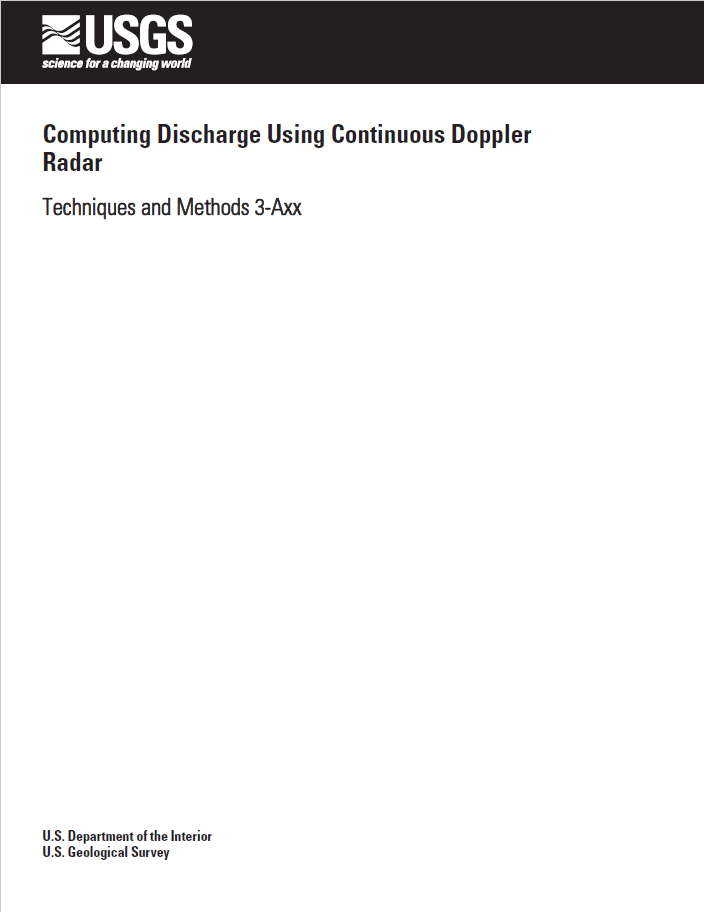 USGS
science for a changing world
Computing Discharge Using Continuous Doppler
Radar
Techniques and Methods 3-Axx
U.S. Department of the Interior
U.S. Geological Survey